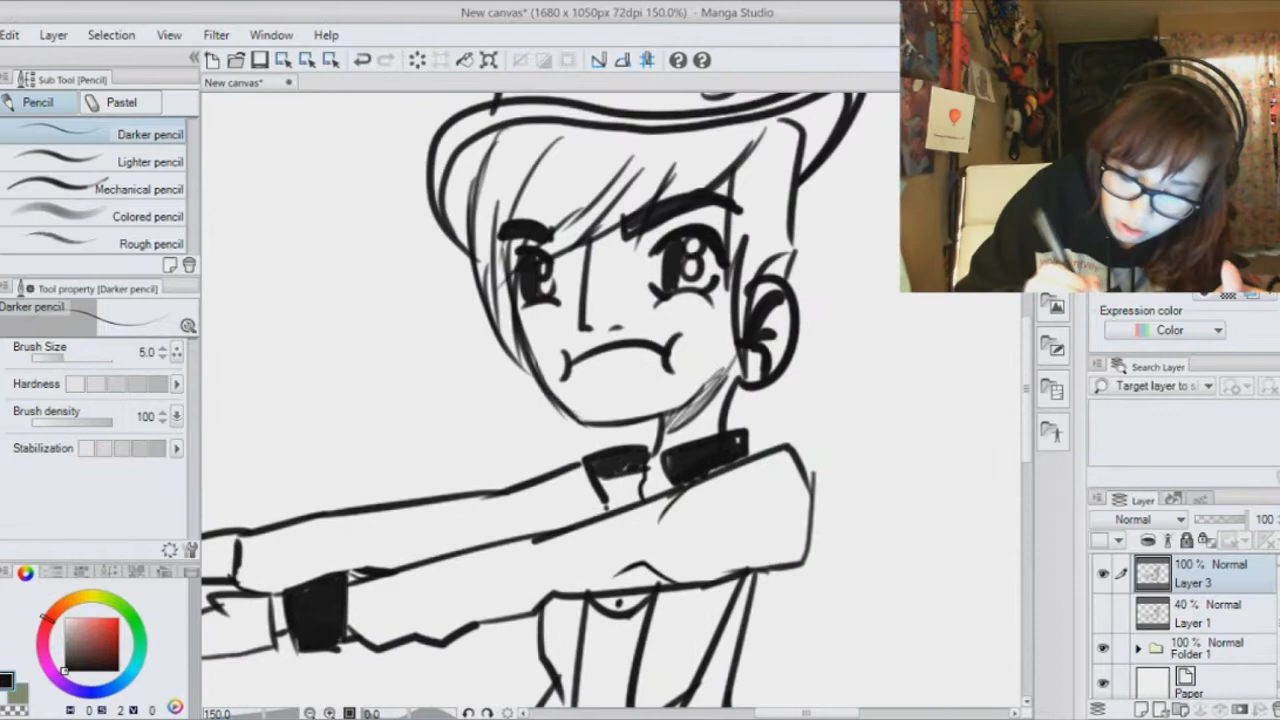 New canvas* (1680 x 1050px 72dpi 150.0%) - Manga Studio
Edit Layer Selection View Filter Window Help
Sub Tool [Pencil]
New canvas*
Pencil Pastel
Darker pencil
Lighter pencil
Mechanical pencil
Colored pencil
Rough pencil
Tool property [Darker pencil]
Darker pencil
Brush Size 5.0
Hardness
Brush density 100
Stabilization
H 0 S 2 V 0
150.0 0.0
Expression color
Color
Search Layer
Target layer to s
Layer
Normal 100
100 % Normal
Layer 3
40 % Normal
Layer 1
100 % Normal
Folder 1
Paper